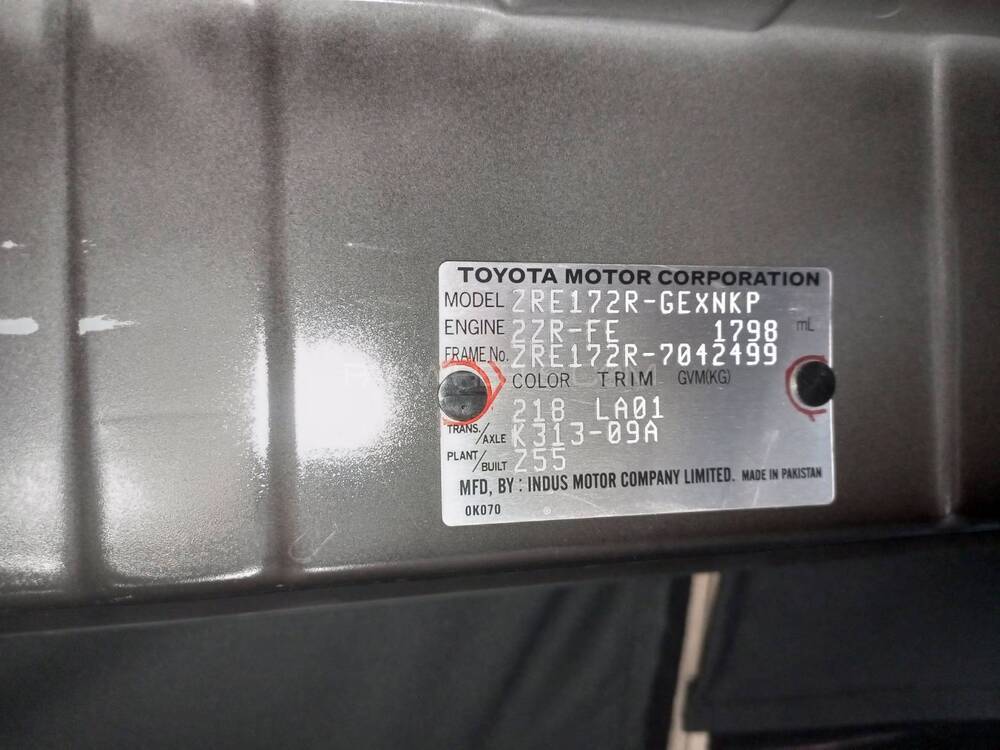 TOYOTA MOTOR CORPORATION
MODEL ZRE172R-GEXNKP
ENGINE 2ZR-FE 1798 mL
FRAME No. ZRE172R-7042499
COLOR TRIM GVM(KG)
218 LA01
TRANS./AXLE K313-09A
PLANT/BUILT Z55
MFD, BY : INDUS MOTOR COMPANY LIMITED. MADE IN PAKISTAN
0K070